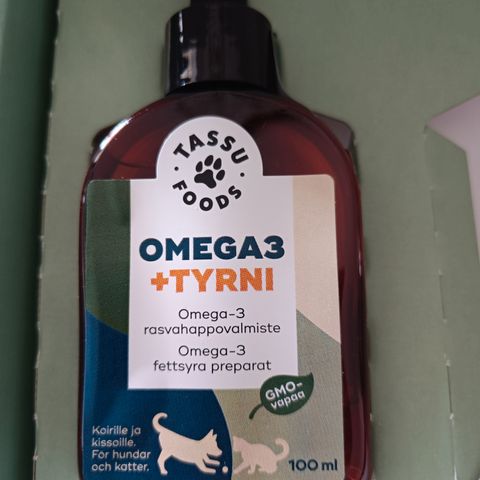 TASSU
FOODS
OMEGA3
+TYRNI
Omega-3
rasvahappovalmiste
Omega-3
fettsyra preparat
GMO-
vapaa
Koirille ja
kissoille.
För hundar
och katter.
100 ml